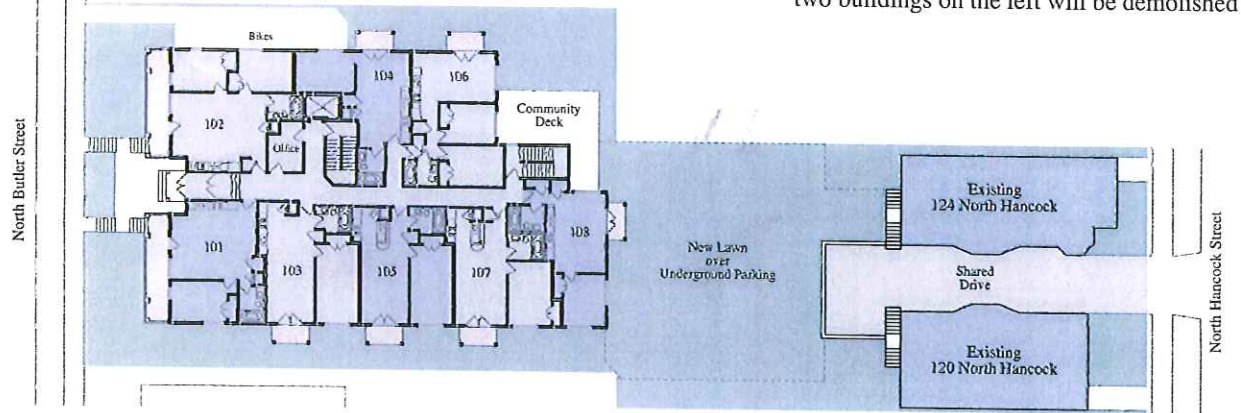 two buildings on the left will be demolished
Bikes
104
106
Community
Deck
102
Office
North Butler Street
Existing
124 North Hancock
101
103
105
107
108
New Lawn
over
Underground Parking
Shared
Drive
North Hancock Street
Existing
120 North Hancock